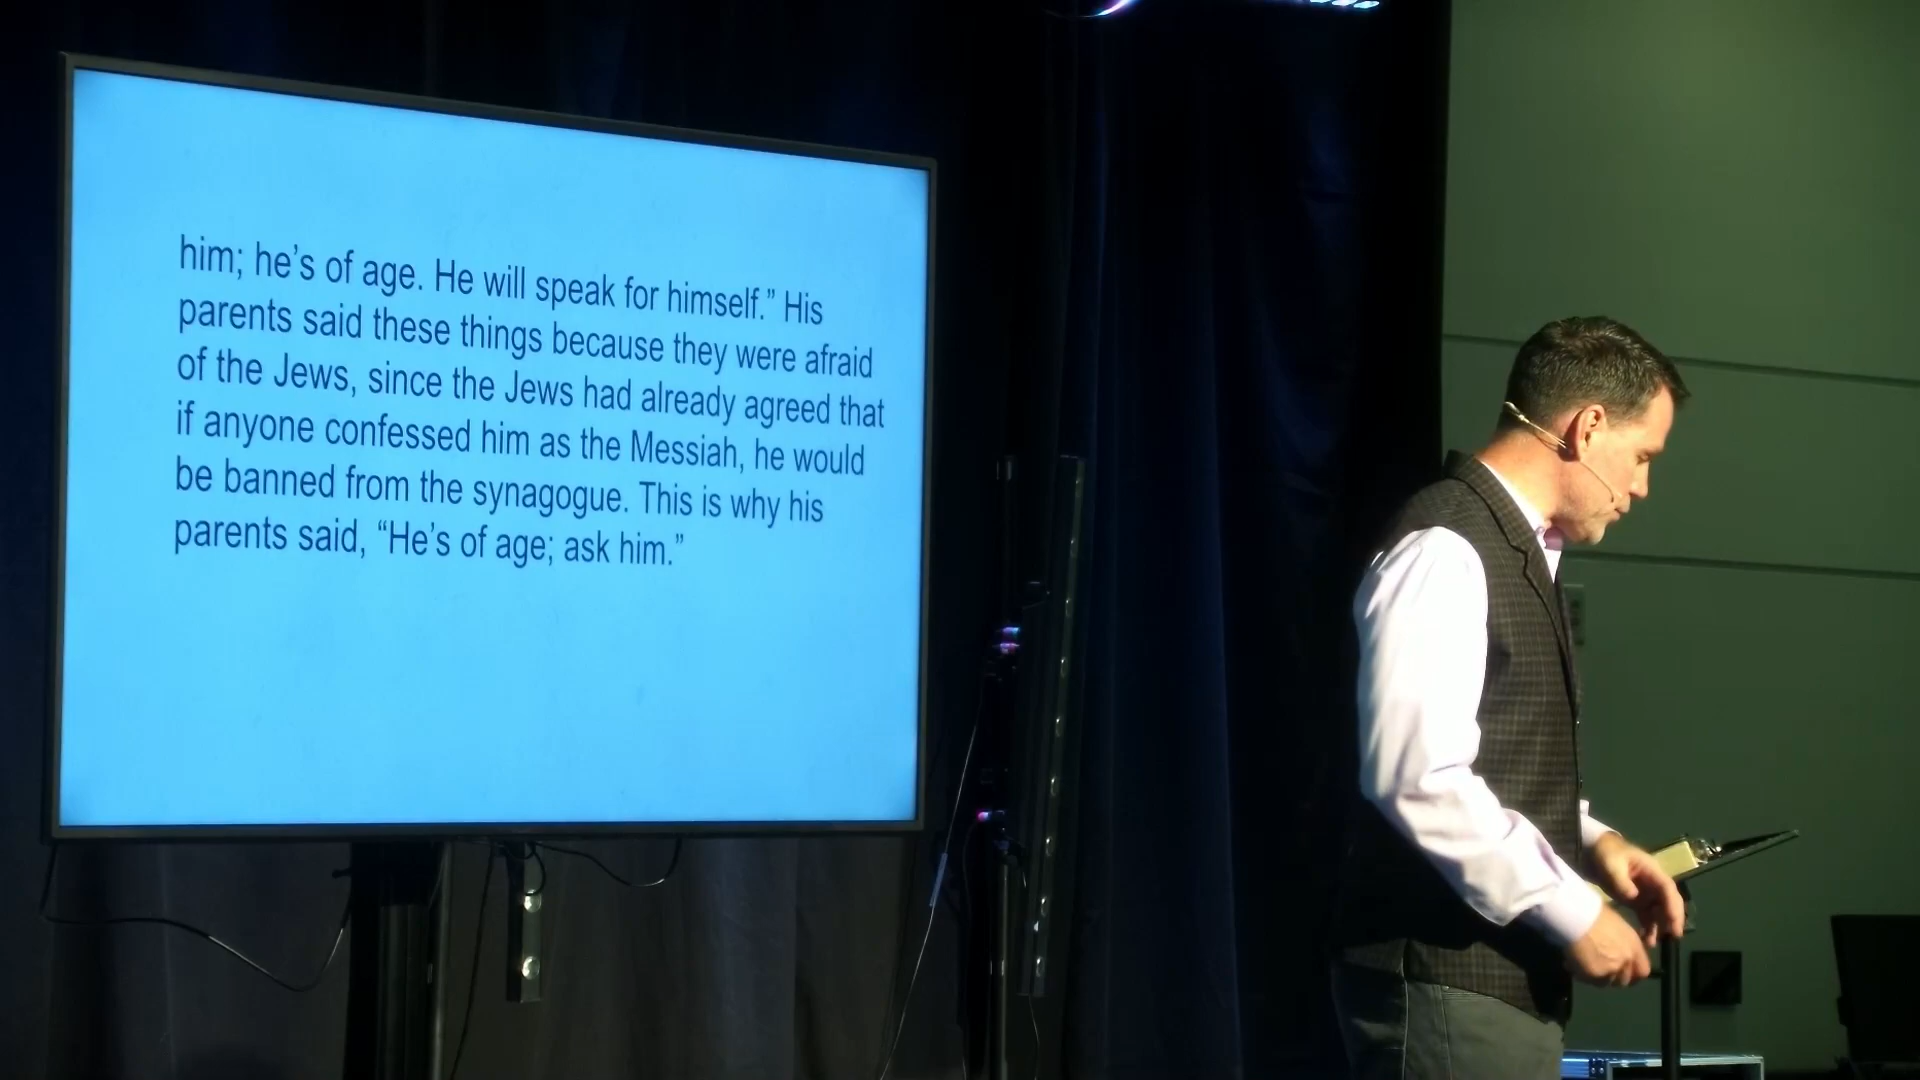 him; he’s of age. He will speak for himself.” His
parents said these things because they were afraid
of the Jews, since the Jews had already agreed that
if anyone confessed him as the Messiah, he would
be banned from the synagogue. This is why his
parents said, “He’s of age; ask him.”